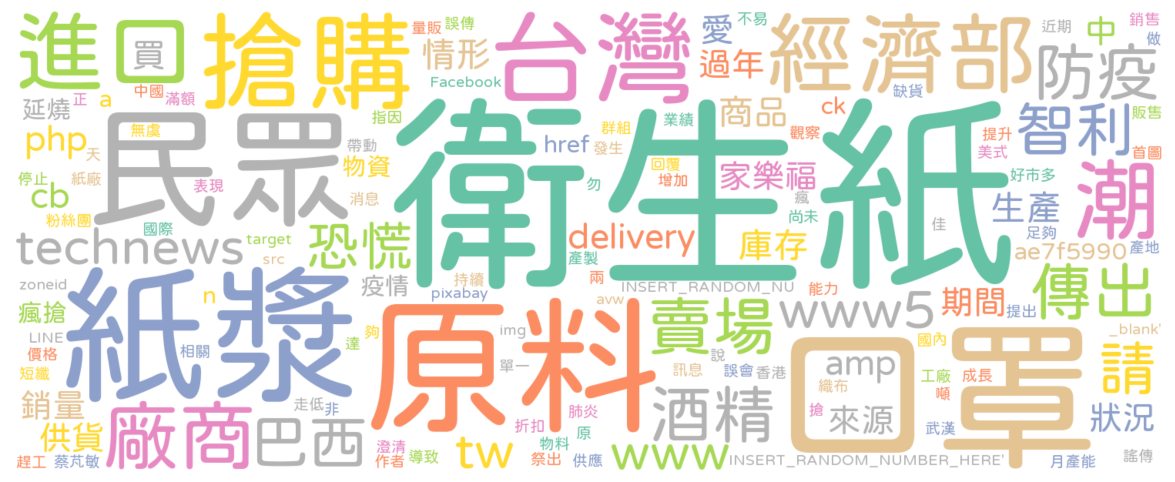 進口 買 搶購 量販 誤傳 情形 台灣 愛 不易 過年 經濟部 近期 中 銷售 做
中國 滿額 Facebook 缺貨 防疫
延燒 正 a 指因 商品 ck 智利 販售
php 天 無虞 民眾 帶動 物資 衛生紙 href 群組 發生 業績 觀察 提升 美式 首圖
停止 cb 紙廠 表現 消息 勿 回覆 增加 家樂福 瘋 好市多 潮
粉絲團 國際 尚未 佳 生產 足夠
technews target src 恐慌 delivery 庫存 ae7f5990 產地
zoneid n 疫情 持續 pixabay 產製 兩 INSERT_RANDOM_NU 能力 傳出
瘋搶 紙漿 原料 avw 賣場 www5 期間 提出 _blank'
LINE 價格 相關 達 夠 img 說 口罩 amp 國內
短纖 單一 訊息 誤會 香港 織布 工廠 成長 請
銷量 廠商 走低 非 巴西 折扣 肺炎 酒精 搶 來源 噸 狀況
供貨 澄清 tw 物料 原 www 武漢
趕工 蔡芃敏 作者 導致 祭出 供應 INSERT_RANDOM_NUMBER_HERE' 月產能 謠傳